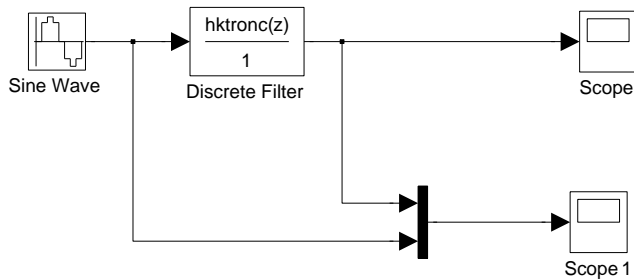 hktronc(z)
1
Sine Wave
Discrete Filter
Scope
Scope 1